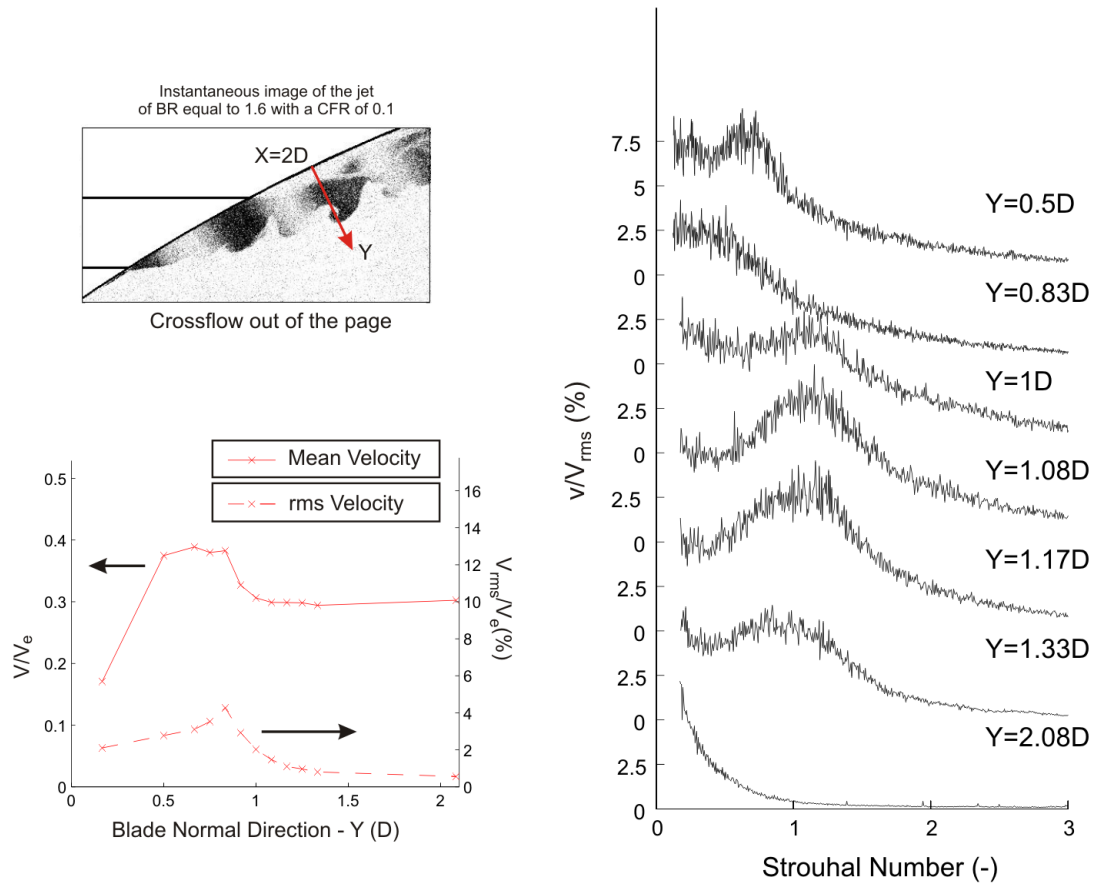 Instantaneous image of the jet
of BR equal to 1.6 with a CFR of 0.1
X=2D
Y
Crossflow out of the page
Mean Velocity
rms Velocity
0.5
0.4
0.3
0.2
0.1
0
V/Ve
16
14
12
10
8
6
4
2
0
Vrms/Ve(%)
0
0.5
1
1.5
2
Blade Normal Direction - Y (D)
7.5
5
2.5
0
2.5
0
2.5
0
2.5
0
2.5
0
2.5
0
2.5
0
v/Vrms (%)
Y=0.5D
Y=0.83D
Y=1D
Y=1.08D
Y=1.17D
Y=1.33D
Y=2.08D
0
1
2
3
Strouhal Number (-)